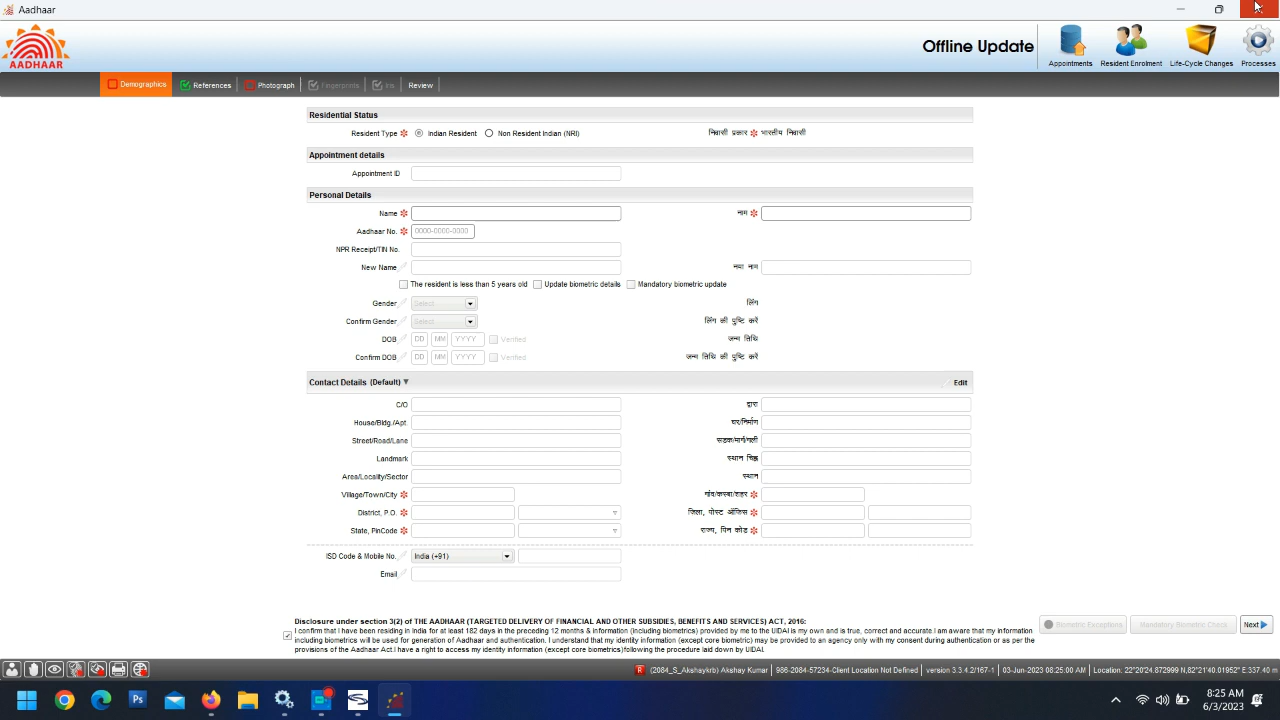 Aadhaar
AADHAAR
Offline Update
Appointments
Resident Enrolment
Life-Cycle Changes
Processes
Demographics
References
Photograph
Fingerprints
Iris
Review
Residential Status
Resident Type Indian Resident Non Resident Indian (NRI) निवासी प्रकार भारतीय निवासी
Appointment details
Appointment ID
Personal Details
Name नाम
Aadhaar No. 0000-0000-0000
NPR Receipt/TIN No.
New Name नया नाम
The resident is less than 5 years old Update biometric details Mandatory biometric update
Gender Select लिंग
Confirm Gender Select लिंग की पुष्टि करें
DOB DD MM YYYY Verified जन्म तिथि
Confirm DOB DD MM YYYY Verified जन्म तिथि की पुष्टि करें
Contact Details (Default) Edit
C/O द्वारा
House/Bldg./Apt. घर/निर्माण
Street/Road/Lane सडक/मार्ग/गली
Landmark स्थान चिह्न
Area/Locality/Sector स्थान
Village/Town/City गांव/कस्बा/शहर
District, P.O. जिला, पोस्ट ऑफिस
State, PinCode राज्य, पिन कोड
ISD Code & Mobile No. India (+91)
Email
Disclosure under section 3(2) of THE AADHAAR (TARGETED DELIVERY OF FINANCIAL AND OTHER SUBSIDIES, BENEFITS AND SERVICES) ACT, 2016:
I confirm that I have been residing in India for at least 182 days in the preceding 12 months & information (including biometrics) provided by me to the UIDAI is my own and is true, correct and accurate.I am aware that my information
including biometrics will be used for generation of Aadhaar and authentication. I understand that my identity information (except core biometric) may be provided to an agency only with my consent during authentication or as per the
provisions of the Aadhaar Act.I have a right to access my identity information (except core biometrics)following the procedure laid down by UIDAI.
Biometric Exceptions
Mandatory Biometric Check
Next
R (2084_S_Akshaykrb) Akshay Kumar 986-2084-57234-Client Location Not Defined version 3.3.4.2/167-1 03-Jun-2023 08:25:00 AM Location: 22°20'24.872999 N,82°21'40.01952 E:337.40 m
Ps
8:25 AM
6/3/2023